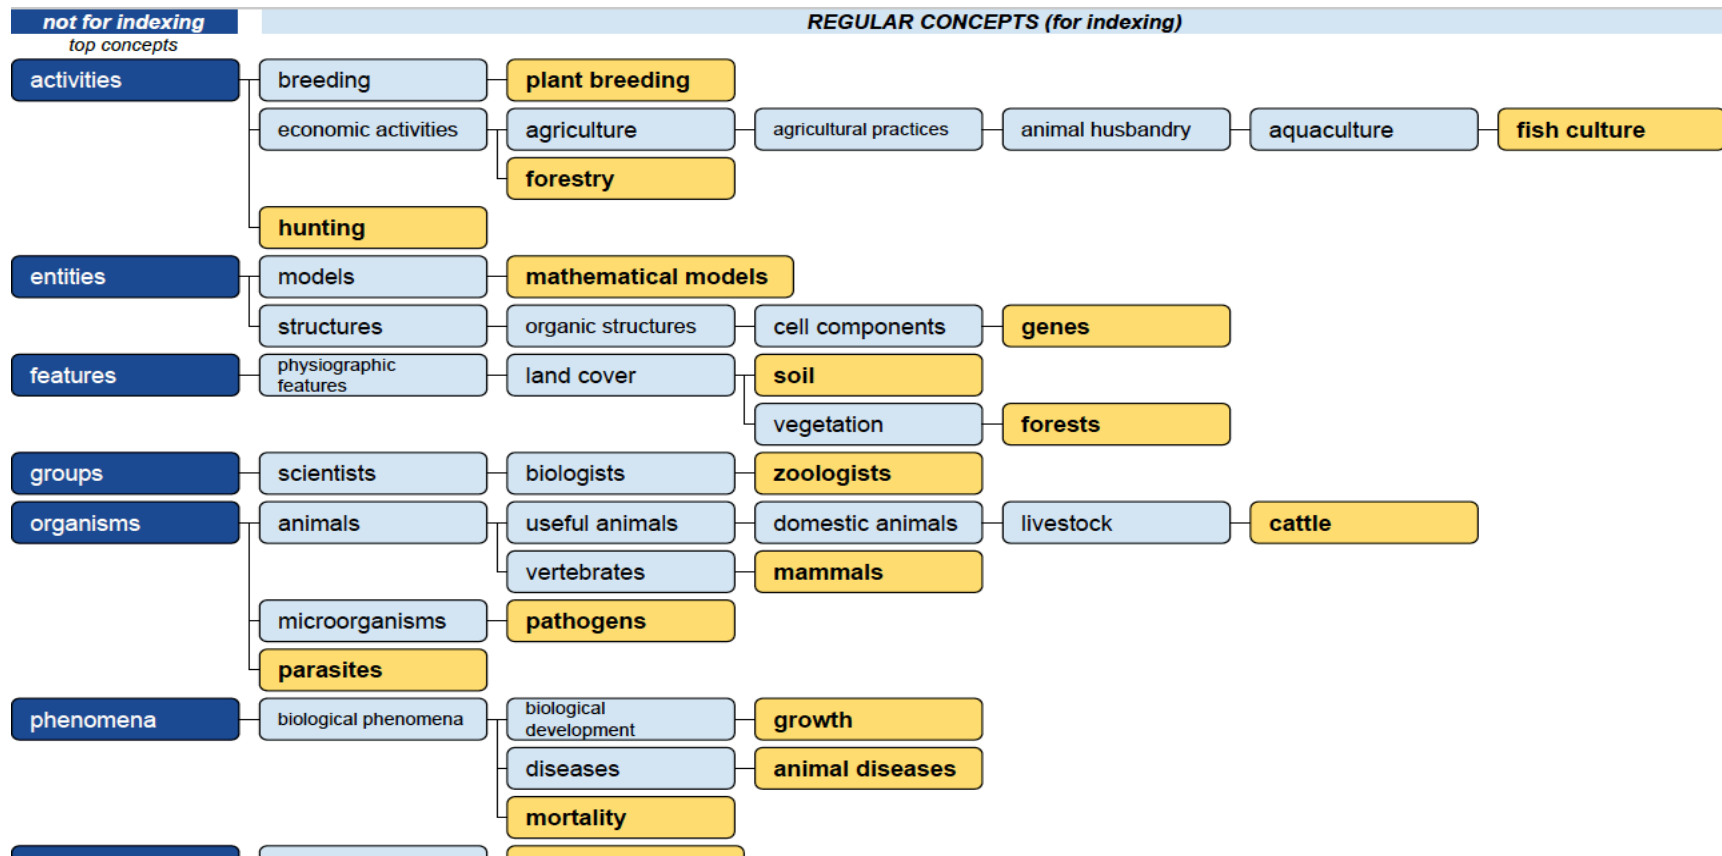 not for indexing
REGULAR CONCEPTS (for indexing)
top concepts
activities
breeding
plant breeding
economic activities
agriculture
agricultural practices
animal husbandry
aquaculture
fish culture
forestry
hunting
entities
models
mathematical models
structures
organic structures
cell components
genes
features
physiographic
features
land cover
soil
vegetation
forests
groups
scientists
biologists
zoologists
organisms
animals
useful animals
domestic animals
livestock
cattle
vertebrates
mammals
microorganisms
pathogens
parasites
phenomena
biological phenomena
biological
development
growth
diseases
animal diseases
mortality